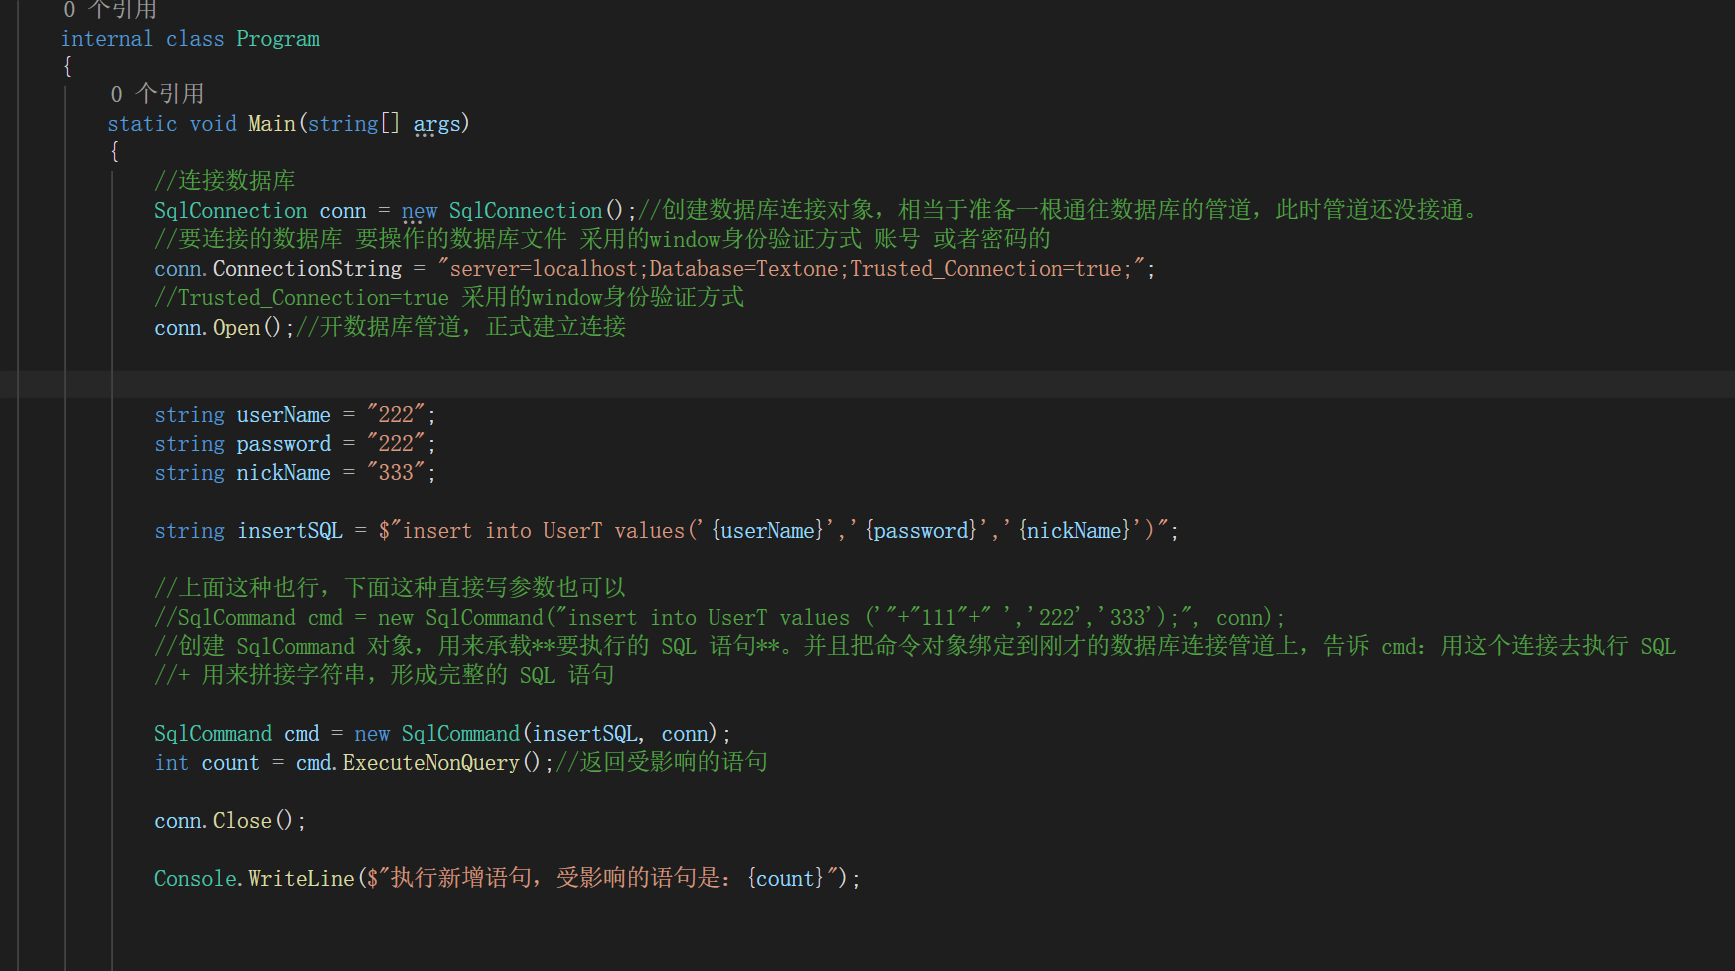 0 个引用
internal class Program
{
0 个引用
static void Main(string[] args)
{
//连接数据库
SqlConnection conn = new SqlConnection();//创建数据库连接对象，相当于准备一根通往数据库的管道，此时管道还没接通。
//要连接的数据库 要操作的数据库文件 采用的window身份验证方式 账号 或者密码的
conn.ConnectionString = "server=localhost;Database=Textone;Trusted_Connection=true;";
//Trusted_Connection=true 采用的window身份验证方式
conn.Open();//开数据库管道，正式建立连接
string userName = "222";
string password = "222";
string nickName = "333";
string insertSQL = $"insert into UserT values('{userName}','{password}','{nickName}')";
//上面这种也行，下面这种直接写参数也可以
//SqlCommand cmd = new SqlCommand("insert into UserT values ('"+"111"+" ','222','333');", conn);
//创建 SqlCommand 对象，用来承载**要执行的 SQL 语句**。并且把命令对象绑定到刚才的数据库连接管道上，告诉 cmd：用这个连接去执行 SQL
//+ 用来拼接字符串，形成完整的 SQL 语句
SqlCommand cmd = new SqlCommand(insertSQL, conn);
int count = cmd.ExecuteNonQuery();//返回受影响的语句
conn.Close();
Console.WriteLine($"执行新增语句，受影响的语句是：{count}");